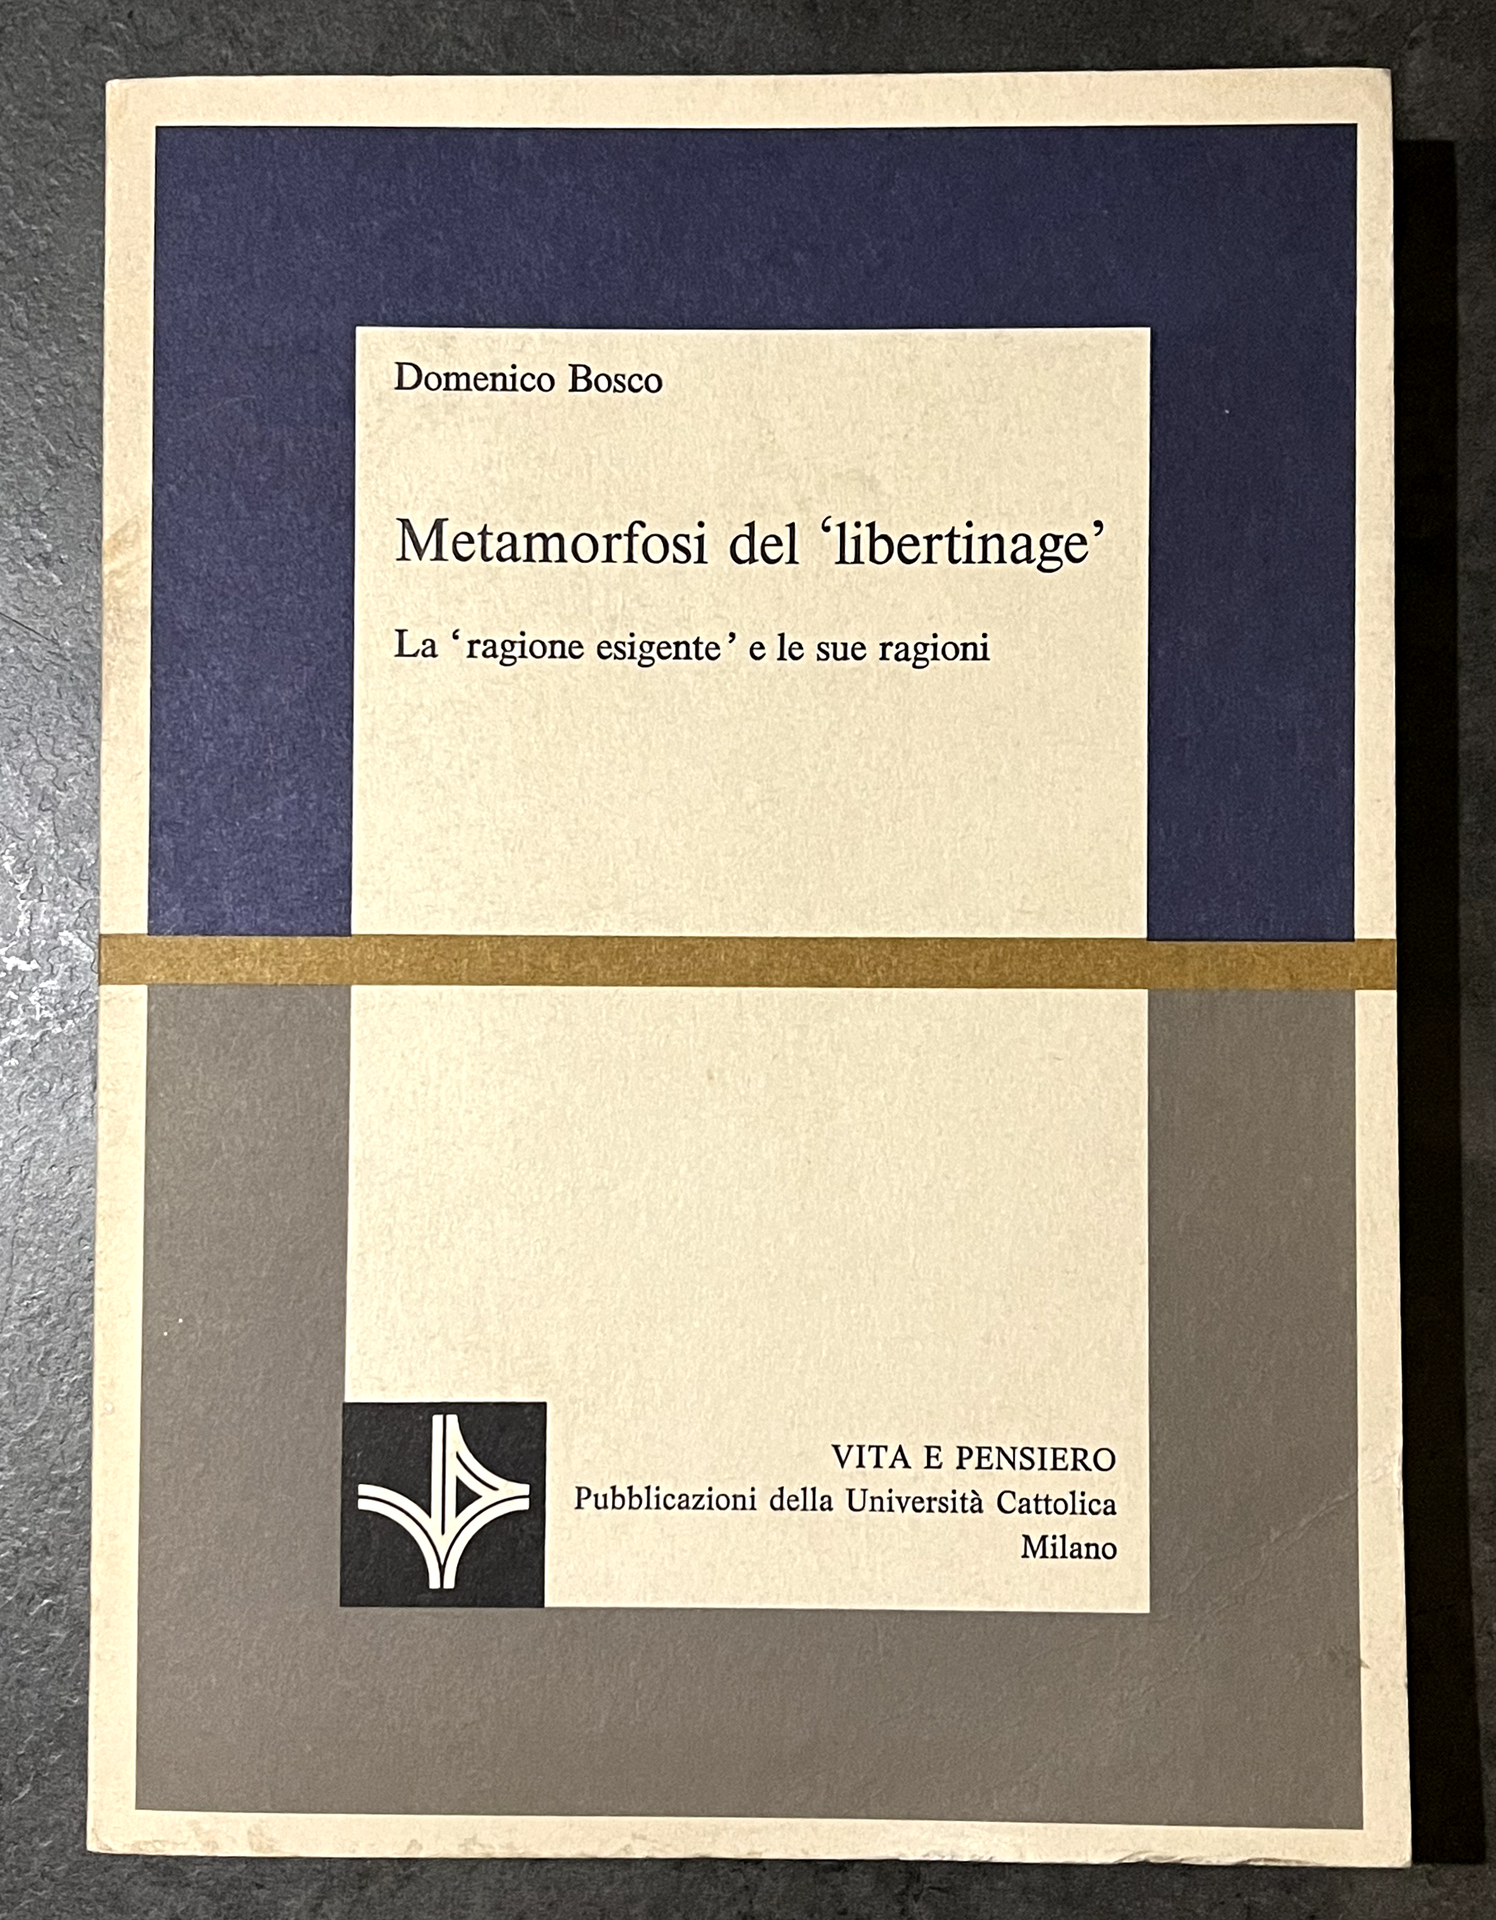 Domenico Bosco
Metamorfosi del ‘libertinage’
La ‘ragione esigente’ e le sue ragioni
VITA E PENSIERO
Pubblicazioni della Università Cattolica
Milano